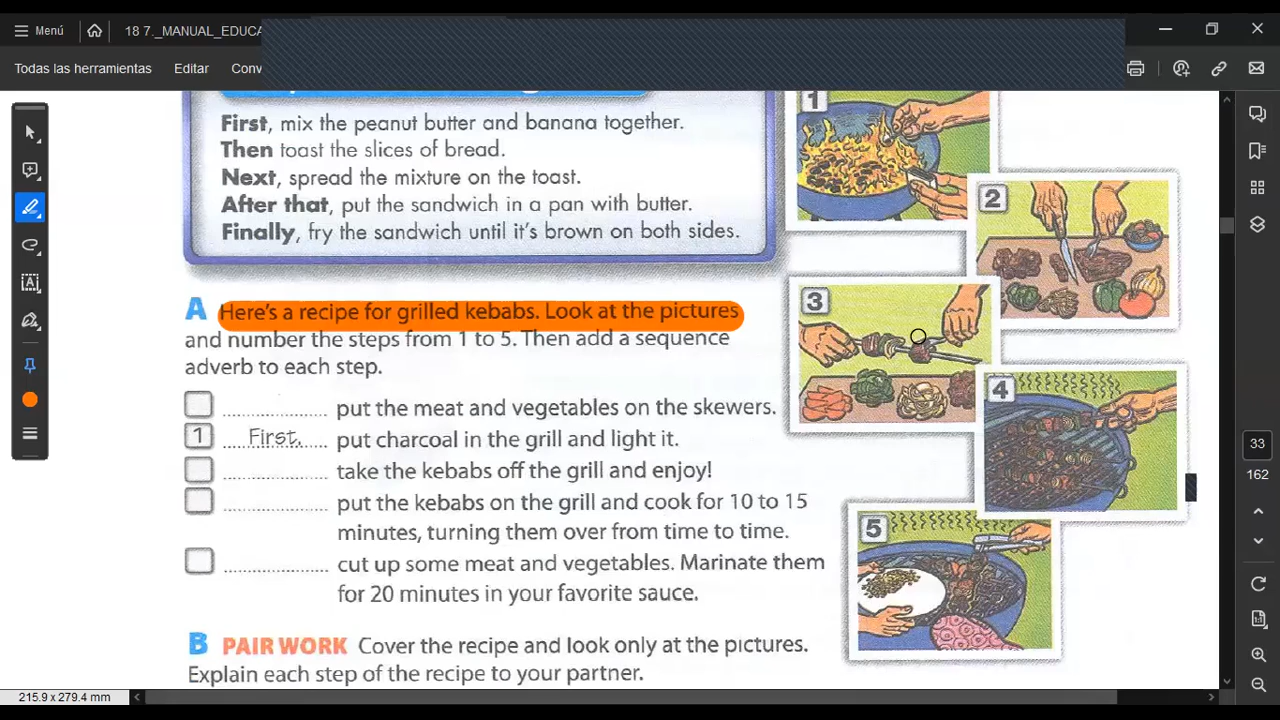 Menú
18 7._MANUAL_EDUCA
Todas las herramientas
Editar
Conv
First, mix the peanut butter and banana together.
Then toast the slices of bread.
Next, spread the mixture on the toast.
After that, put the sandwich in a pan with butter.
Finally, fry the sandwich until it's brown on both sides.
A Here's a recipe for grilled kebabs. Look at the pictures
and number the steps from 1 to 5. Then add a sequence
adverb to each step.
put the meat and vegetables on the skewers.
1 First, put charcoal in the grill and light it.
take the kebabs off the grill and enjoy!
put the kebabs on the grill and cook for 10 to 15
minutes, turning them over from time to time.
cut up some meat and vegetables. Marinate them
for 20 minutes in your favorite sauce.
B PAIR WORK Cover the recipe and look only at the pictures.
Explain each step of the recipe to your partner.
1
2
3
4
5
33
162
215.9 x 279.4 mm